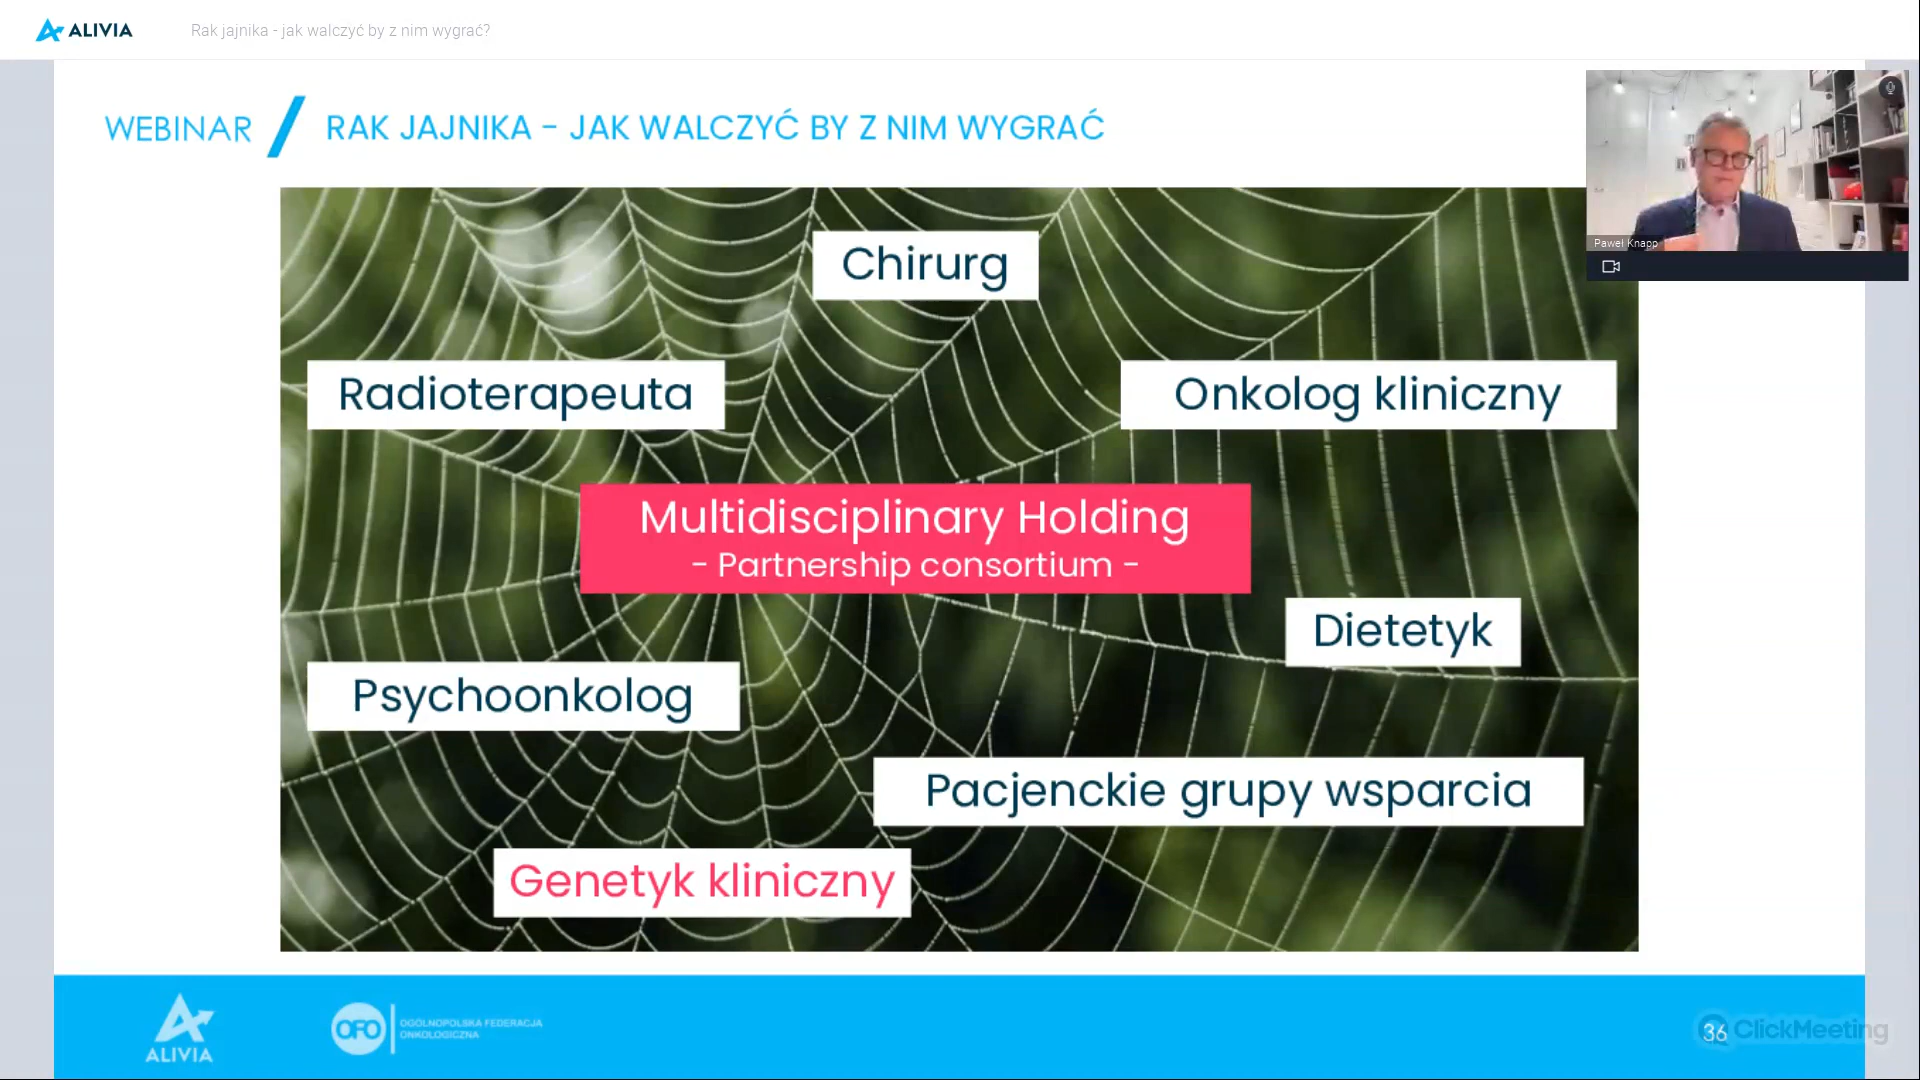 ALIVIA
Rak jajnika - jak walczyć by z nim wygrać?
WEBINAR / RAK JAJNIKA - JAK WALCZYĆ BY Z NIM WYGRAĆ
Paweł Knapp
Chirurg
Radioterapeuta
Onkolog kliniczny
Multidisciplinary Holding
- Partnership consortium -
Dietetyk
Psychoonkolog
Pacjenckie grupy wsparcia
Genetyk kliniczny
ALIVIA
OFO
OGÓLNOPOLSKA FEDERACJA
ONKOLOGICZNA
36
ClickMeeting